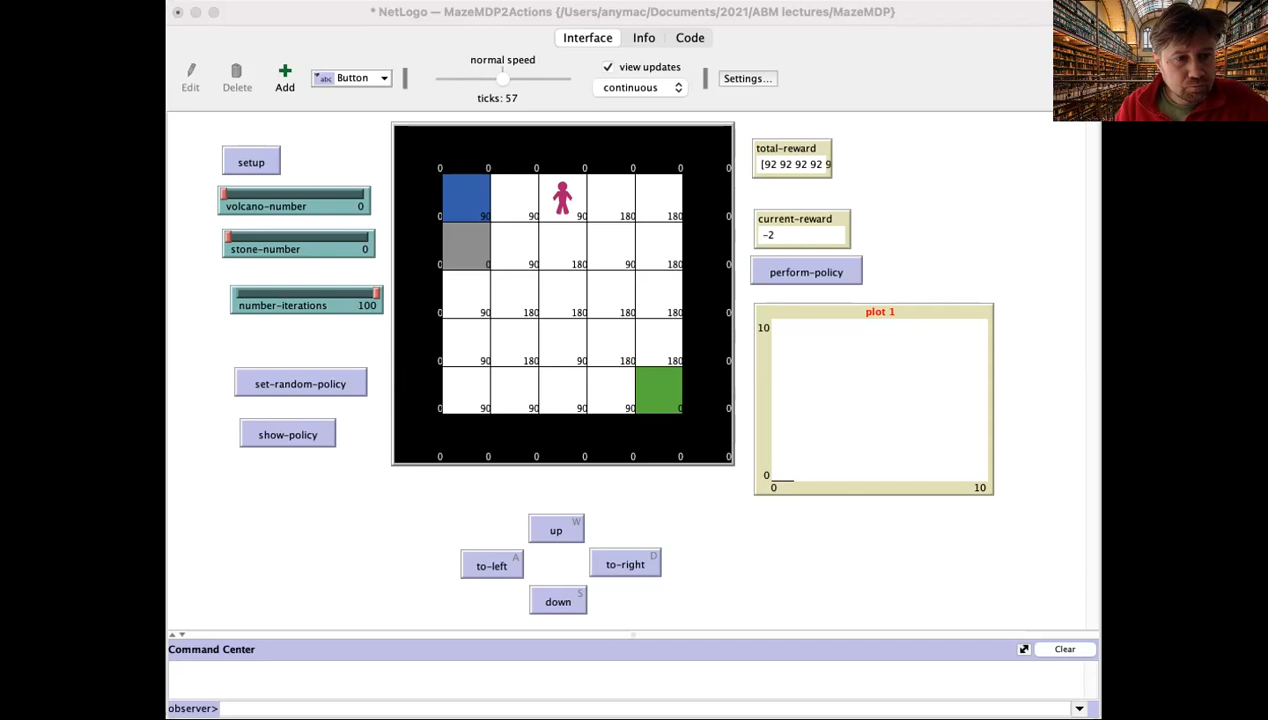 * NetLogo — MazeMDP2Actions {/Users/anymac/Documents/2021/ABM lectures/MazeMDP}
Interface Info Code
Edit Delete Add abc Button normal speed ticks: 57 view updates continuous Settings...
setup
volcano-number 0
stone-number 0
number-iterations 100
set-random-policy
show-policy
0 0 0 0 0 0 0
0 90 90 90 180 180 0
0 0 90 180 90 180 0
0 90 180 180 180 180 0
0 90 180 90 180 180 0
0 90 90 90 90 0 0
0 0 0 0 0 0 0
total-reward
[92 92 92 92 9
current-reward
-2
perform-policy
plot 1
10
0
0 10
up W
to-left A
to-right D
down S
Command Center
Clear
observer>